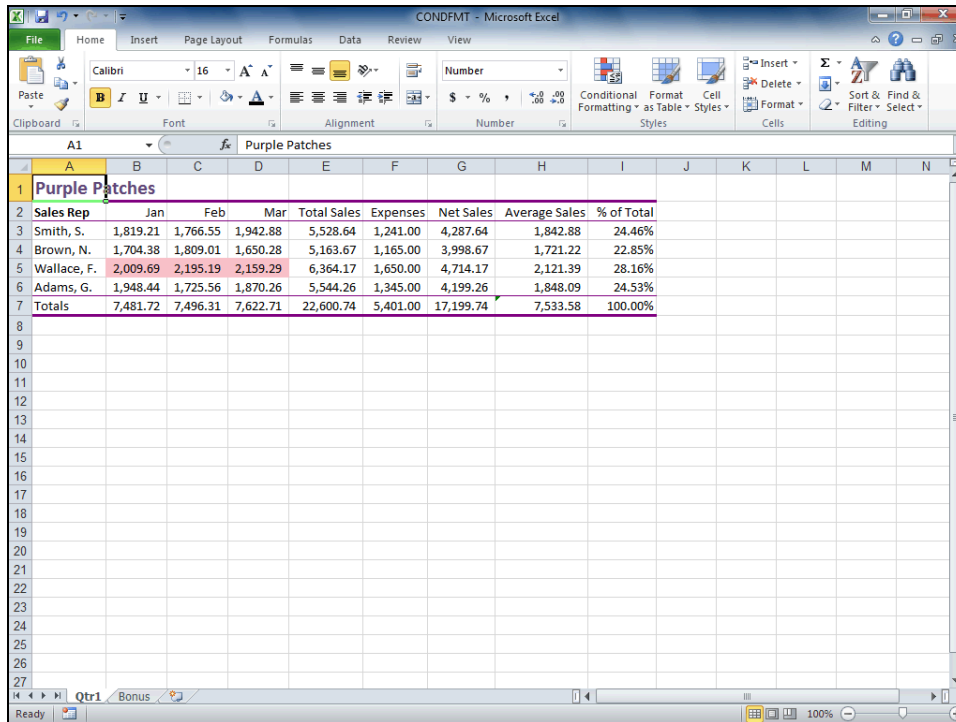 CONDFMT - Microsoft Excel
File Home Insert Page Layout Formulas Data Review View
Paste
Calibri 16 A A
B I U A
Number
$ % , .0 .00 .00 .0
Conditional Formatting
Format as Table
Cell Styles
Insert
Delete
Format
Σ
Sort & Filter
Find & Select
Clipboard Font Alignment Number Styles Cells Editing
A1 fx Purple Patches
A B C D E F G H I J K L M N
1 Purple Patches
2 Sales Rep Jan Feb Mar Total Sales Expenses Net Sales Average Sales % of Total
3 Smith, S. 1,819.21 1,766.55 1,942.88 5,528.64 1,241.00 4,287.64 1,842.88 24.46%
4 Brown, N. 1,704.38 1,809.01 1,650.28 5,163.67 1,165.00 3,998.67 1,721.22 22.85%
5 Wallace, F. 2,009.69 2,195.19 2,159.29 6,364.17 1,650.00 4,714.17 2,121.39 28.16%
6 Adams, G. 1,948.44 1,725.56 1,870.26 5,544.26 1,345.00 4,199.26 1,848.09 24.53%
7 Totals 7,481.72 7,496.31 7,622.71 22,600.74 5,401.00 17,199.74 7,533.58 100.00%
8
9
10
11
12
13
14
15
16
17
18
19
20
21
22
23
24
25
26
27
Qtr1 Bonus
Ready 100%